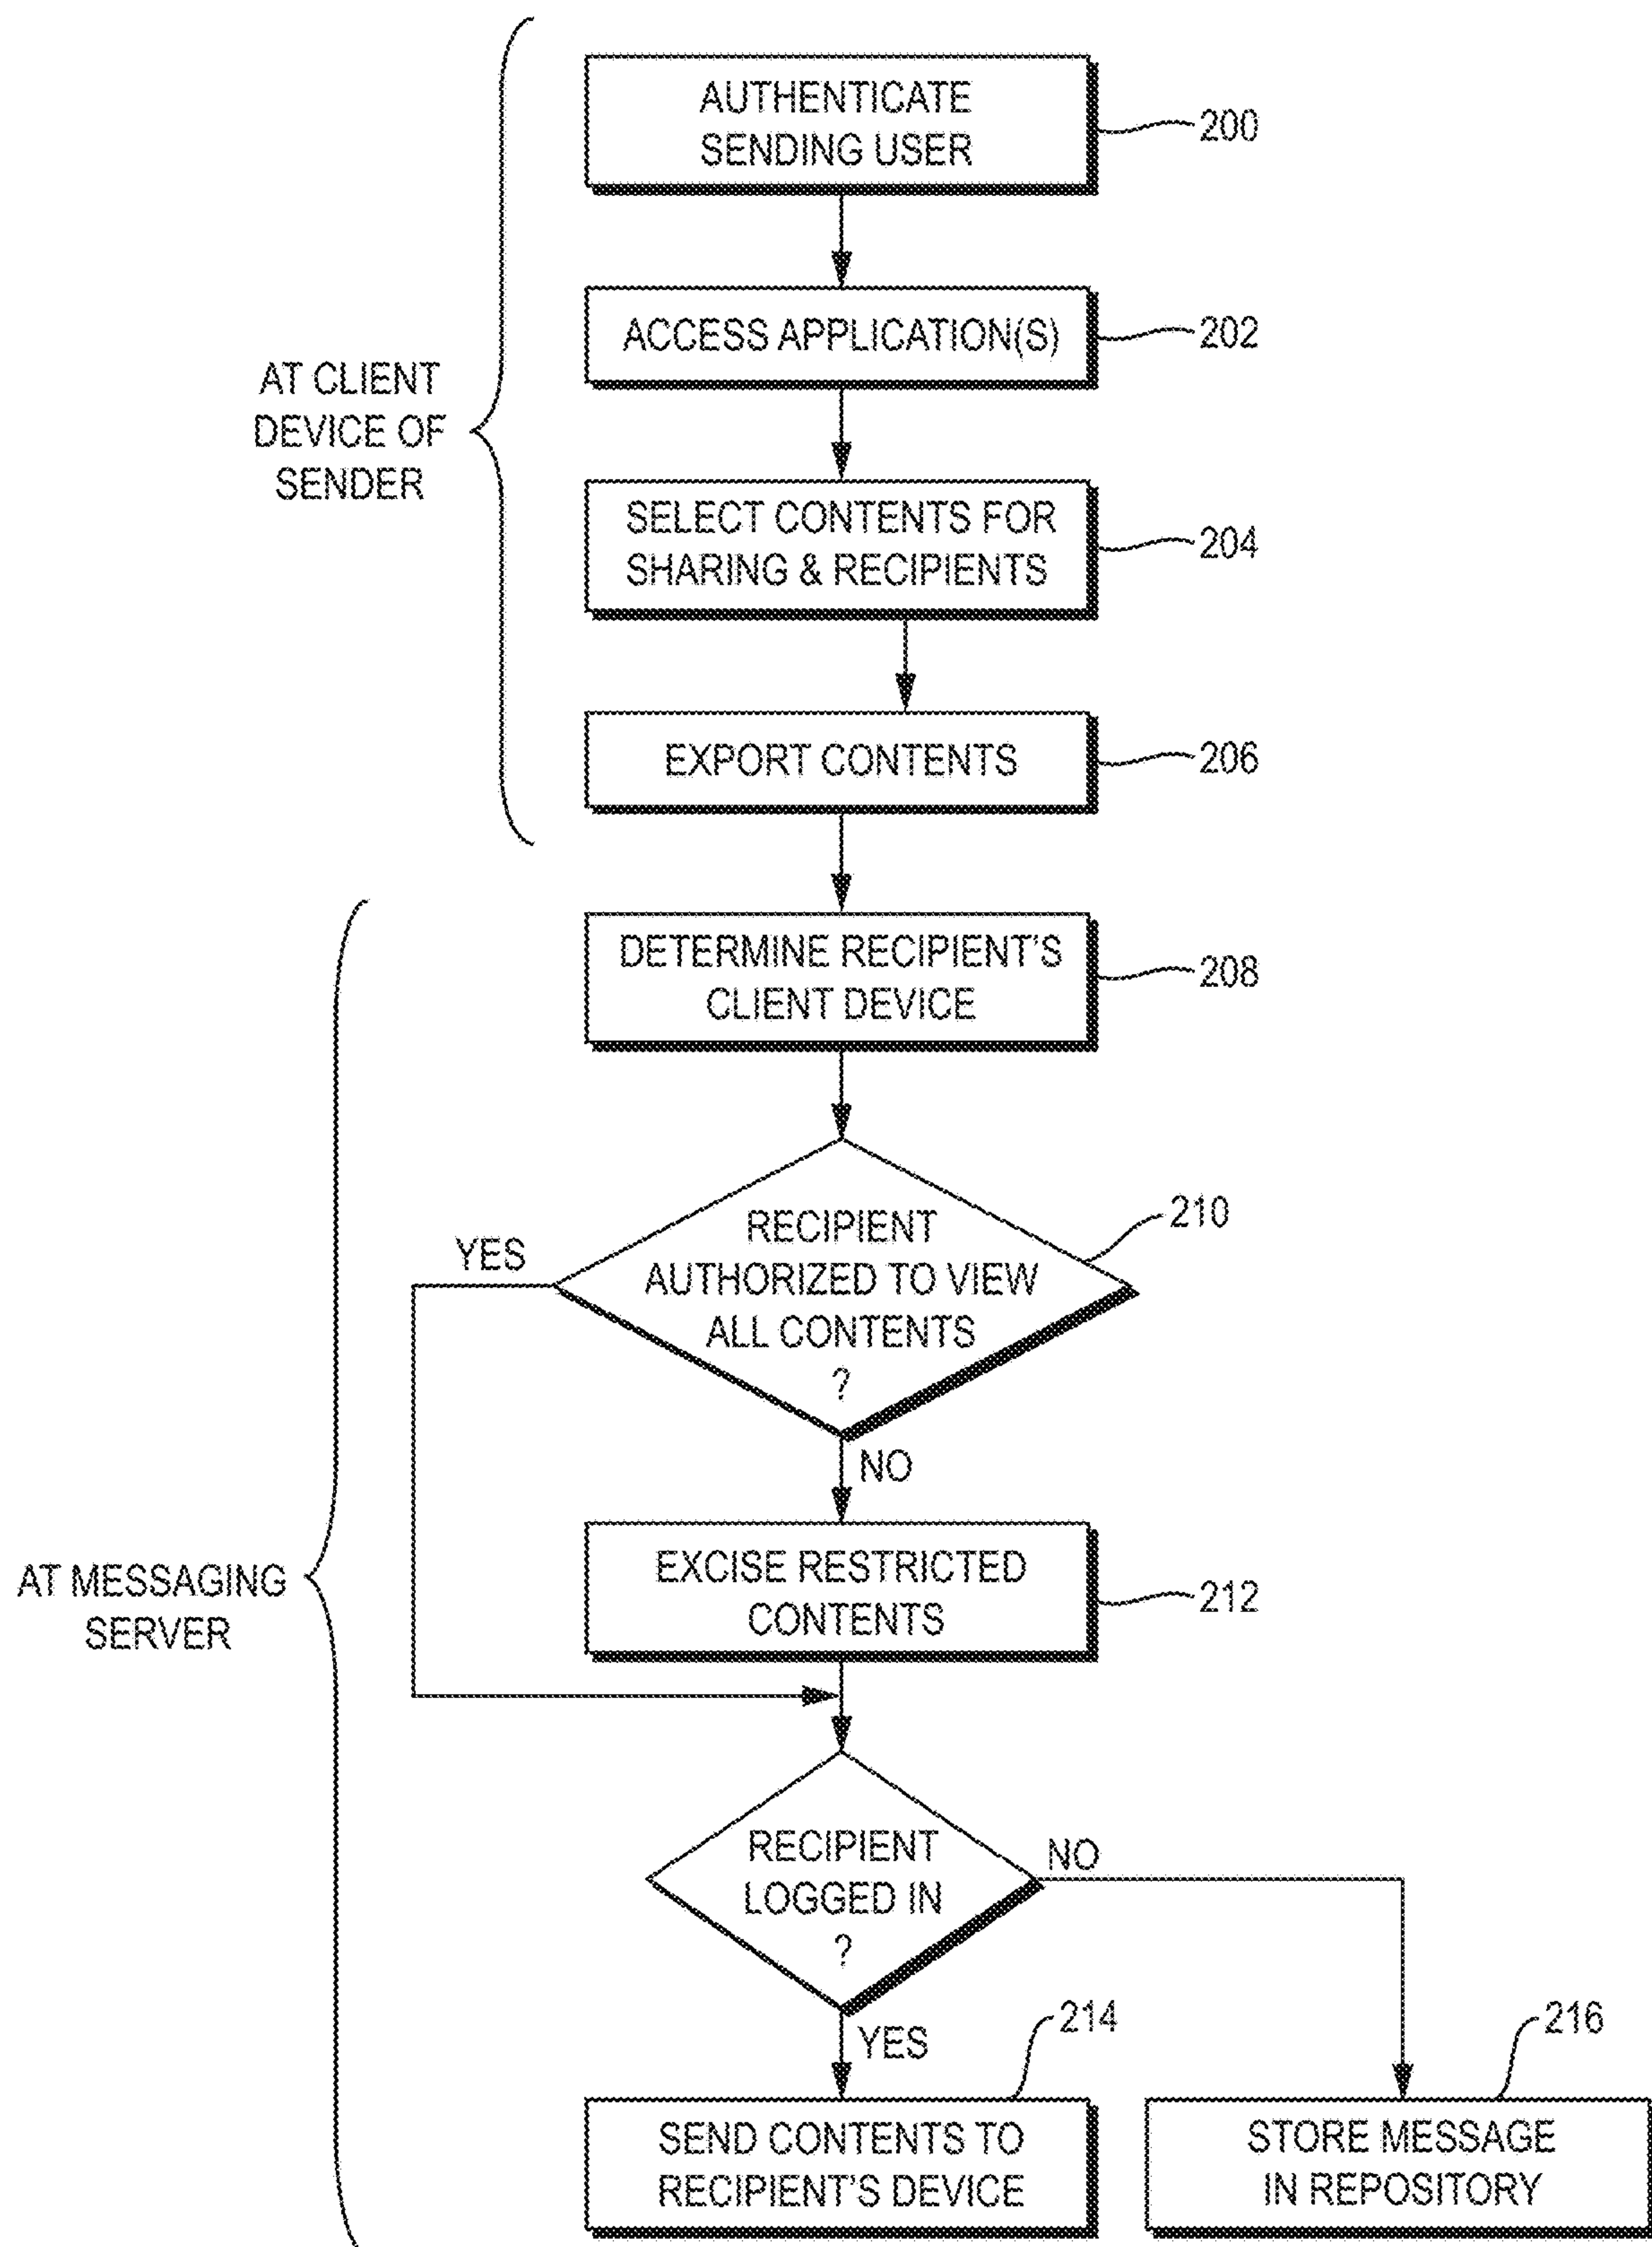 AUTHENTICATE
SENDING USER
200
ACCESS APPLICATION(S)
202
AT CLIENT
DEVICE OF
SENDER
SELECT CONTENTS FOR
SHARING & RECIPIENTS
204
EXPORT CONTENTS
206
DETERMINE RECIPIENT'S
CLIENT DEVICE
208
RECIPIENT
AUTHORIZED TO VIEW
ALL CONTENTS
?
210
YES
NO
EXCISE RESTRICTED
CONTENTS
212
AT MESSAGING
SERVER
RECIPIENT
LOGGED IN
?
NO
YES
214
216
SEND CONTENTS TO
RECIPIENT'S DEVICE
STORE MESSAGE
IN REPOSITORY